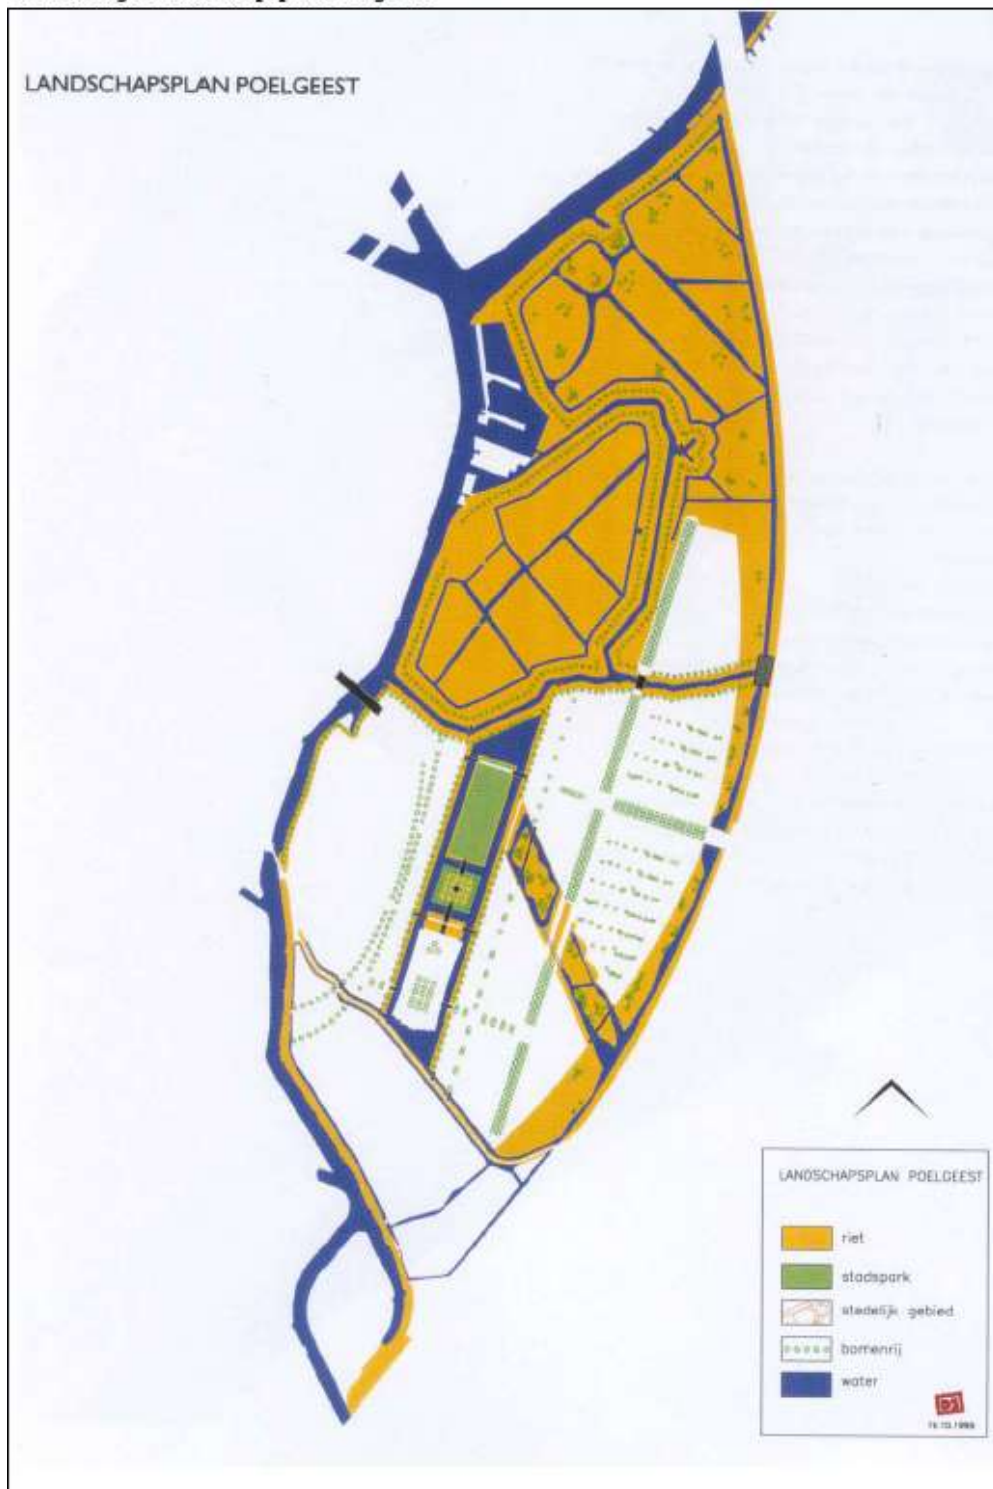 LANDSCHAPSPLAN POELGEEST
LANDSCHAPSPLAN POELGEEST
riet
stadspark
stedelijk gebied
bomenrij
water